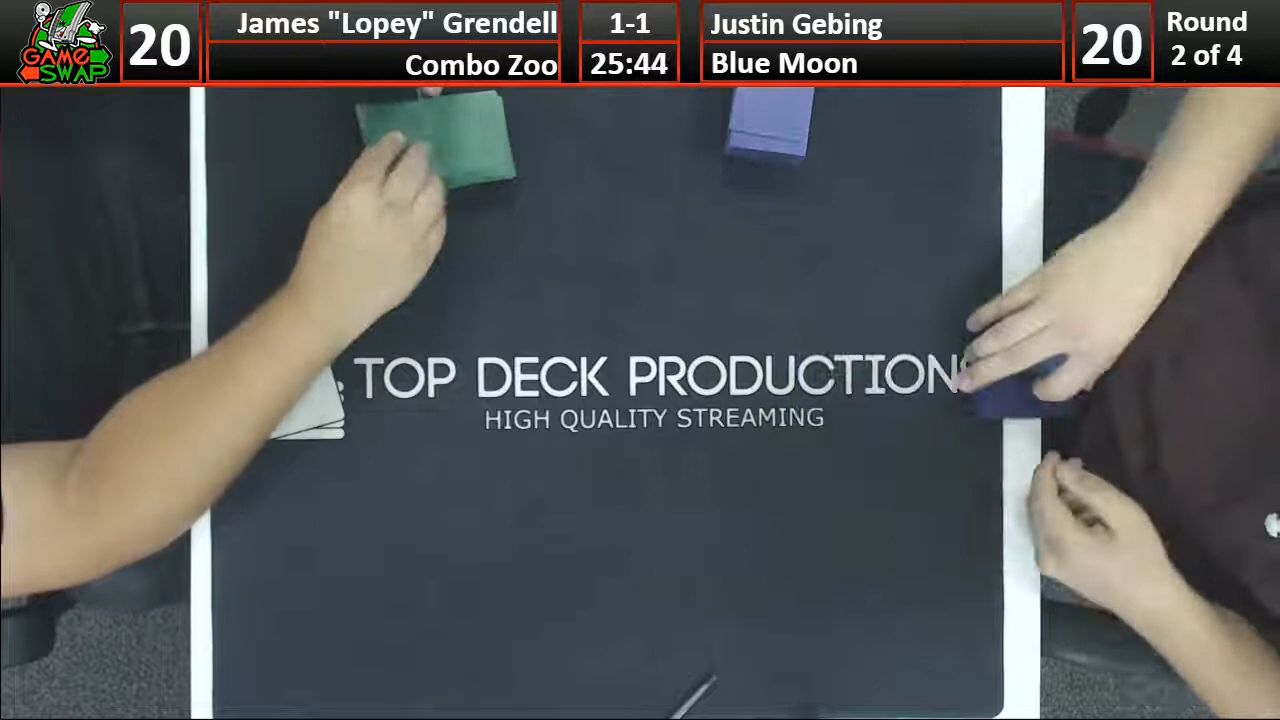 GAME
SWAP
20
James "Lopey" Grendell
Combo Zoo
1-1
25:44
Justin Gebing
Blue Moon
20
Round
2 of 4
TOP DECK PRODUCTIONS
HIGH QUALITY STREAMING